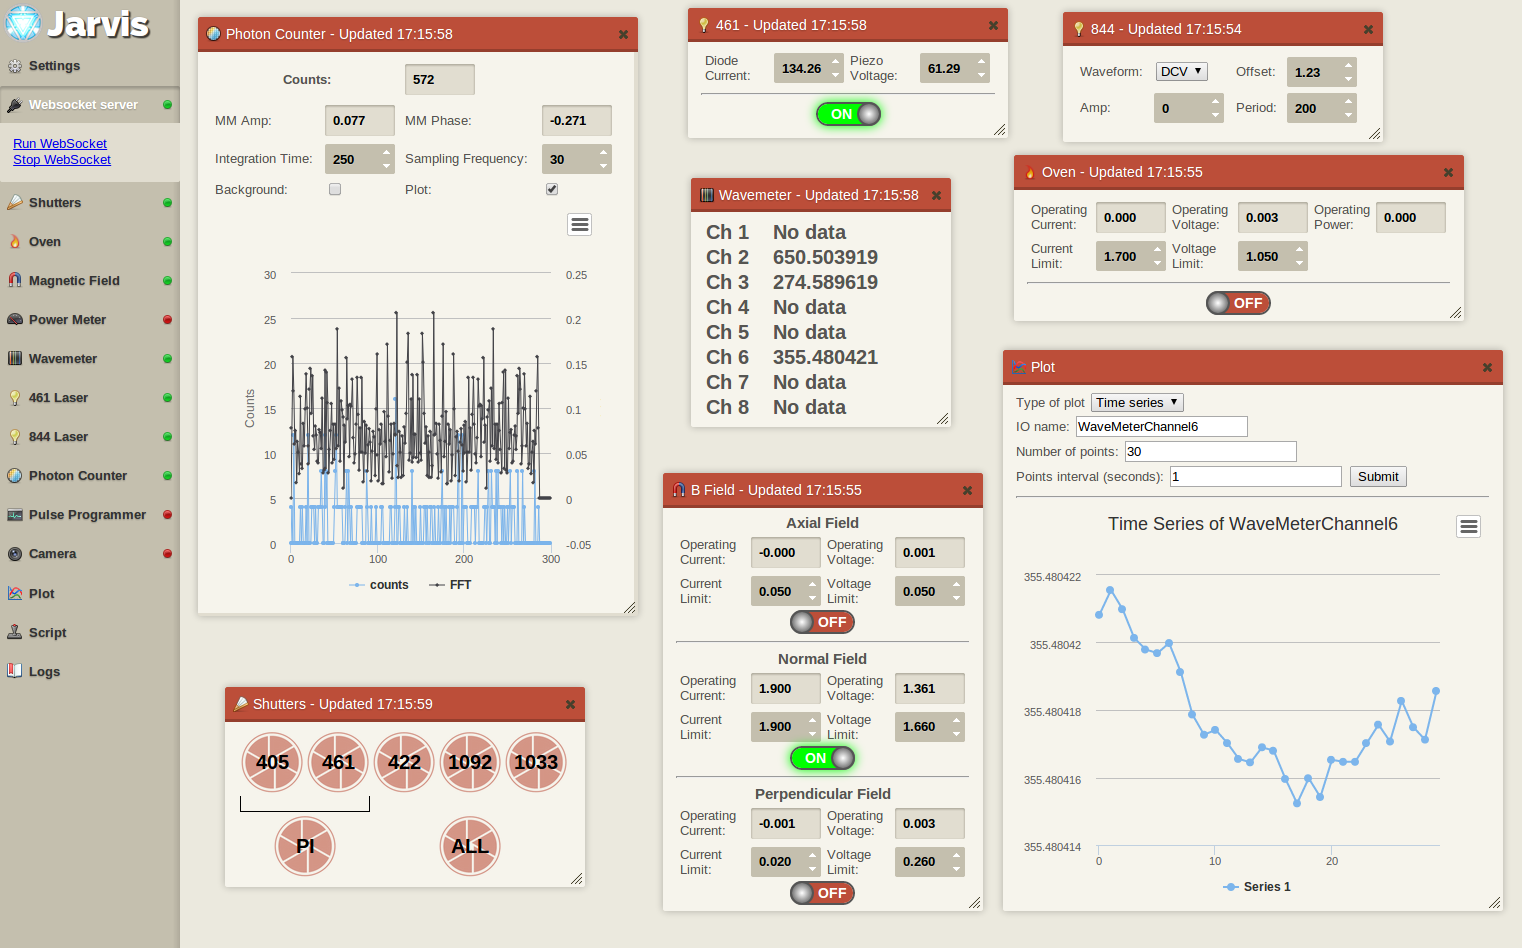 Jarvis
Settings
Websocket server
Run WebSocket
Stop WebSocket
Shutters
Oven
Magnetic Field
Power Meter
Wavemeter
461 Laser
844 Laser
Photon Counter
Pulse Programmer
Camera
Plot
Script
Logs
Photon Counter - Updated 17:15:58
Counts: 572
MM Amp: 0.077 MM Phase: -0.271
Integration Time: 250 Sampling Frequency: 30
Background: Plot:
30 0.25
25 0.2
20 0.15
15 0.1
10 0.05
5 0
0 -0.05
Counts
0 100 200 300
counts FFT
Shutters - Updated 17:15:59
405 461 422 1092 1033
PI ALL
461 - Updated 17:15:58
Diode Piezo
Current: 134.26 Voltage: 61.29
ON
Wavemeter - Updated 17:15:58
Ch 1 No data
Ch 2 650.503919
Ch 3 274.589619
Ch 4 No data
Ch 5 No data
Ch 6 355.480421
Ch 7 No data
Ch 8 No data
B Field - Updated 17:15:55
Axial Field
Operating Operating
Current: -0.000 Voltage: 0.001
Current Voltage
Limit: 0.050 Limit: 0.050
OFF
Normal Field
Operating Operating
Current: 1.900 Voltage: 1.361
Current Voltage
Limit: 1.900 Limit: 1.660
ON
Perpendicular Field
Operating Operating
Current: -0.001 Voltage: 0.003
Current Voltage
Limit: 0.020 Limit: 0.260
OFF
844 - Updated 17:15:54
Waveform: DCV Offset: 1.23
Amp: 0 Period: 200
Oven - Updated 17:15:55
Operating Operating Operating
Current: 0.000 Voltage: 0.003 Power: 0.000
Current Voltage
Limit: 1.700 Limit: 1.050
OFF
Plot
Type of plot Time series
IO name: WaveMeterChannel6
Number of points: 30
Points interval (seconds): 1 Submit
Time Series of WaveMeterChannel6
355.480422
355.48042
355.480418
355.480416
355.480414
0 10 20
Series 1